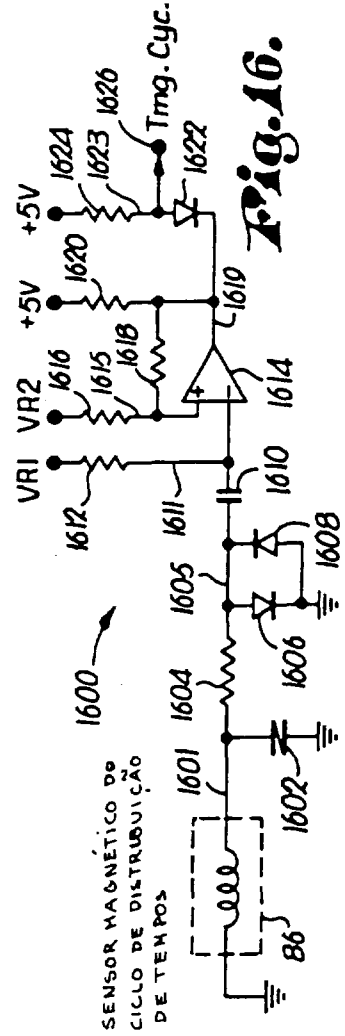 SENSOR MAGNÉTICO DO
CICLO DE DISTRIBUIÇÃO
DE TEMPOS
1600
VR1
VR2
+5V
+5V
1612
1616
1620
1624
1615
1618
1623
1626
Tmg. Cyc.
1611
1619
1622
1601
1604
1605
1610
1614
86
1602
1606
1608
+
-
Fig. 16.